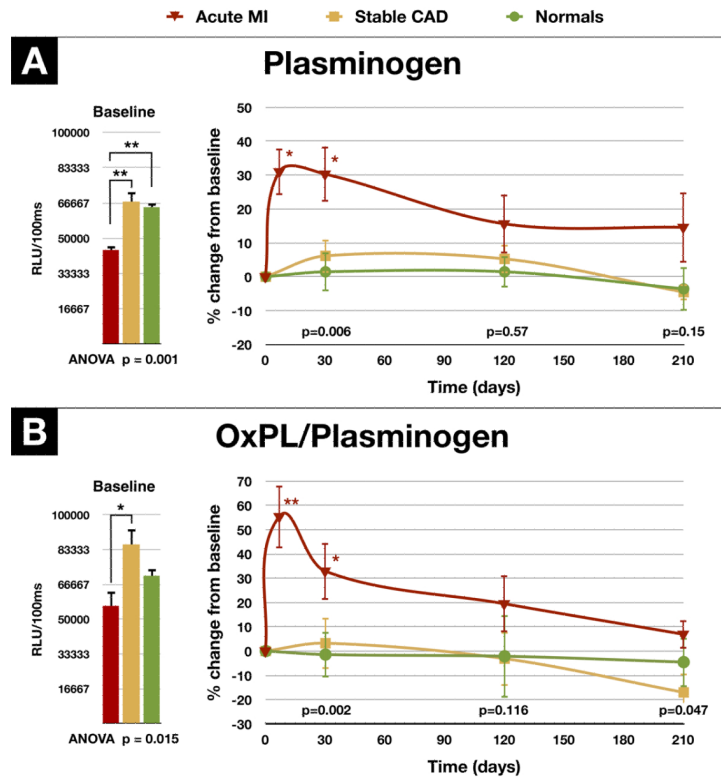 Acute MI Stable CAD Normals
A Plasminogen
Baseline
100000
83333
66667
50000
33333
16667
RLU/100ms
** 
**
ANOVA p = 0.001
50
40
30
20
10
0
-10
-20
% change from baseline
* *
p=0.006 p=0.57 p=0.15
0 30 60 90 120 150 180 210
Time (days)
B OxPL/Plasminogen
Baseline
100000
83333
66667
50000
33333
16667
RLU/100ms
*
ANOVA p = 0.015
70
60
50
40
30
20
10
0
-10
-20
-30
% change from baseline
**
*
p=0.002 p=0.116 p=0.047
0 30 60 90 120 150 180 210
Time (days)